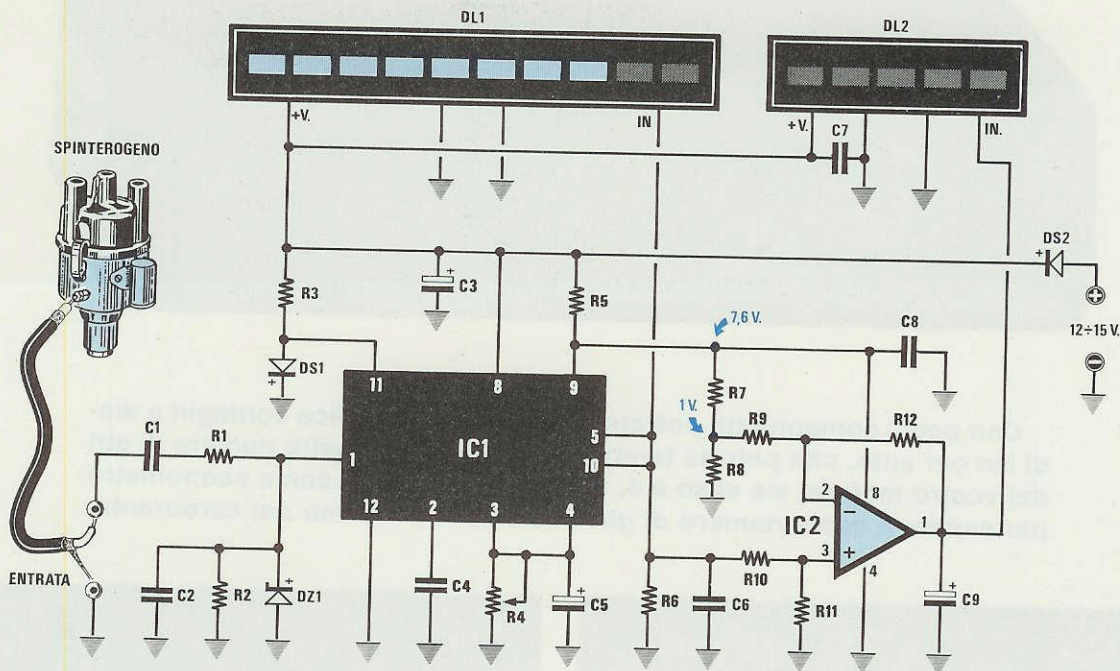 DL1
DL2
+V.
IN
+V.
C7
IN.
SPINTEROGENO
DS2
R3
C3
R5
7,6 V.
C8
12÷15 V.
DS1
11
8
9
R7
1 V.
R9
R12
C1
R1
1
IC1
5
10
R8
2
8
IC2
1
3
4
12
2
3
4
R10
ENTRATA
C2
R2
DZ1
C4
R4
C5
R6
C6
R11
C9